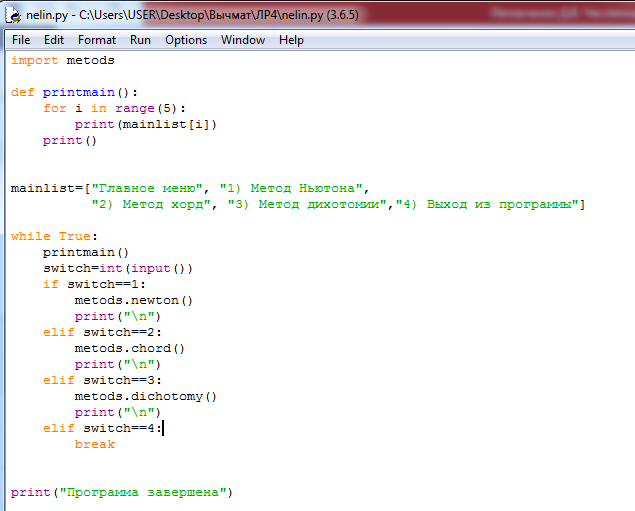 nelin.py - C:\Users\USER\Desktop\Вычмат\ЛР4\nelin.py (3.6.5)
File Edit Format Run Options Window Help
import metods
def printmain():
    for i in range(5):
        print(mainlist[i])
    print()
mainlist=["Главное меню", "1) Метод Ньютона",
          "2) Метод хорд", "3) Метод дихотомии","4) Выход из программы"]
while True:
    printmain()
    switch=int(input())
    if switch==1:
        metods.newton()
        print("\n")
    elif switch==2:
        metods.chord()
        print("\n")
    elif switch==3:
        metods.dichotomy()
        print("\n")
    elif switch==4:
        break
print("Программа завершена")